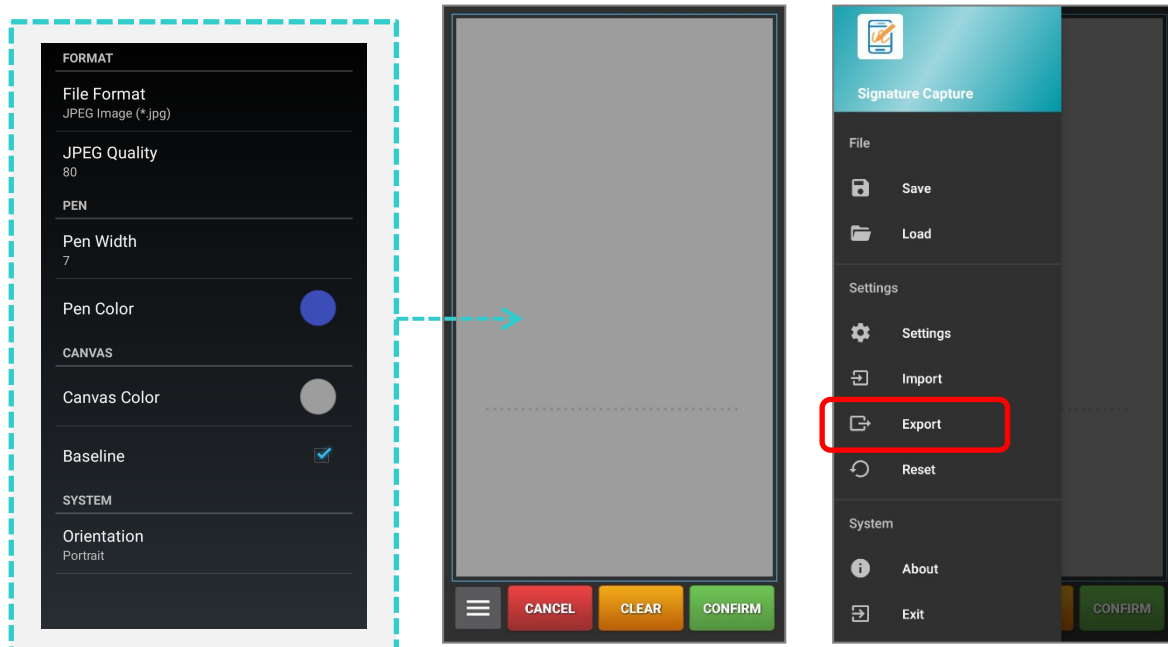 FORMAT
File Format
JPEG Image (*.jpg)
JPEG Quality
80
PEN
Pen Width
7
Pen Color
CANVAS
Canvas Color
Baseline
SYSTEM
Orientation
Portrait
CANCEL
CLEAR
CONFIRM
Signature Capture
File
Save
Load
Settings
Settings
Import
Export
Reset
System
About
Exit
CONFIRM